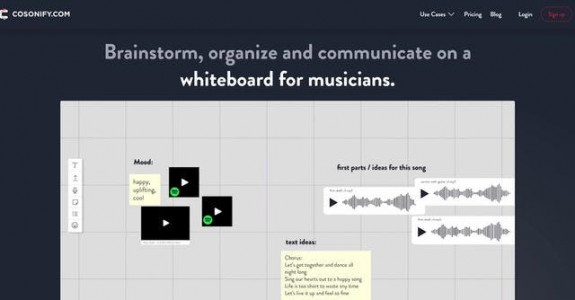 COSONIFY.COM
Use Cases
Pricing
Blog
Login
Sign up
Brainstorm, organize and communicate on a
whiteboard for musicians.
Mood:
happy,
uplifting,
cool
first parts / ideas for this song
text ideas:
Chorus:
Let's get together and dance all
night long
Sing our hearts out to a happy song
Life is too short to waste any time
Let's live it up and feel so fine